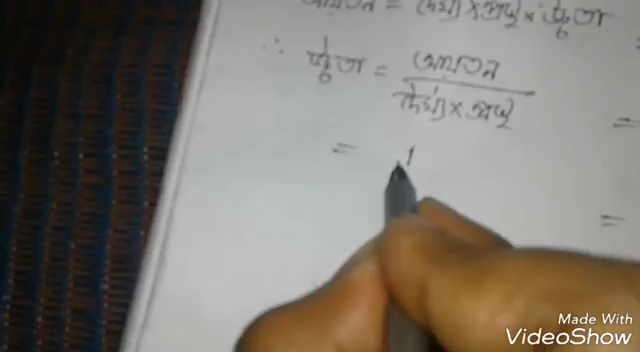 আয়তন = দৈর্ঘ্য × প্রস্থ × উচ্চতা
∴ উচ্চতা = আয়তন / দৈর্ঘ্য × প্রস্থ
= 1
=
=
Made With
VideoShow